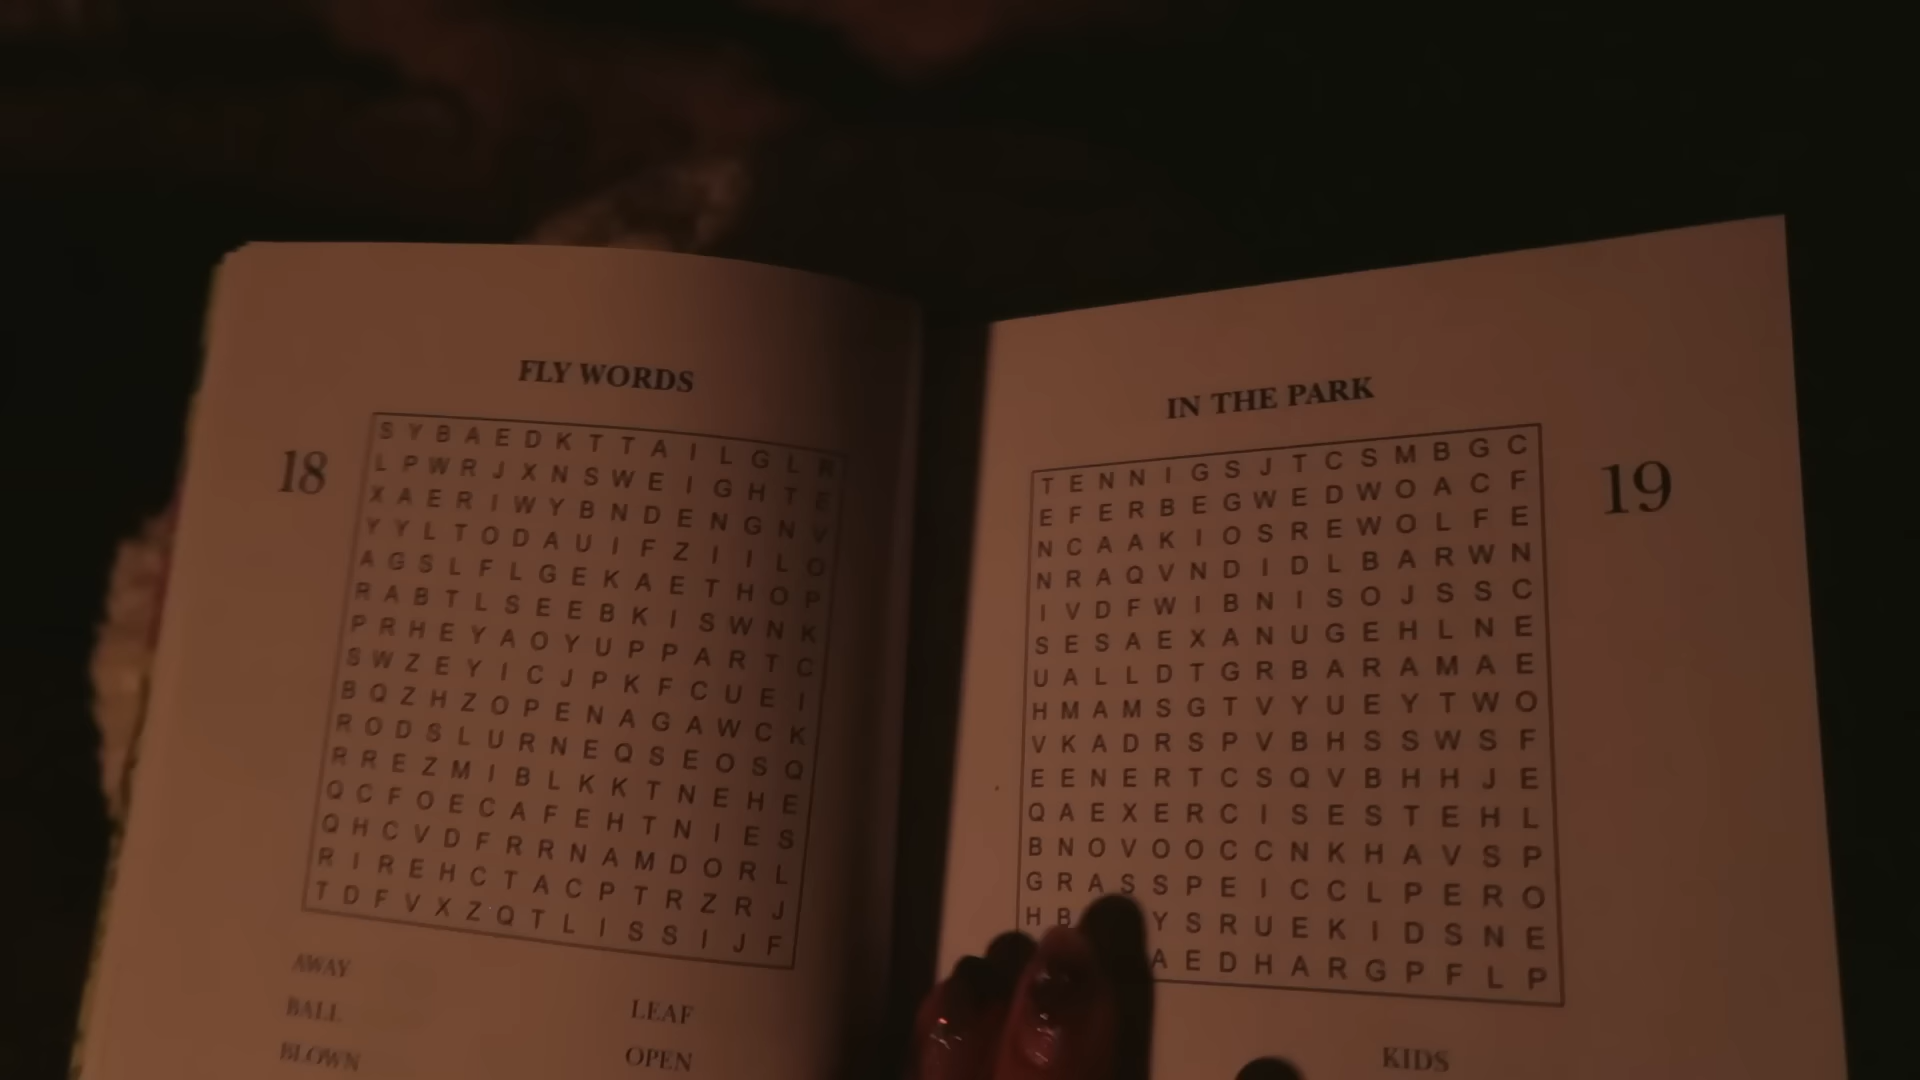 FLY WORDS
18
S Y B A E D K T T A I L G L R
L P W R J X N S W E I G H T E
X A E R I W Y B N D E N G N V
Y Y L T O D A U I F Z I I L O
A G S L F L G E K A E T H O P
R A B T L S E E B K I S W N K
P R H E Y A O Y U P P A R T C
S W Z E Y I C J P K F C U E I
B Q Z H Z O P E N A G A W C K
R O D S L U R N E Q S E O S Q
R R E Z M I B L K K T N E H E
Q C F O E C A F E H T N I E S
Q H C V D F R R N A M D O R L
R I R E H C T A C P T R Z R J
T D F V X Z Q T L I S S I J F
AWAY
BALL
BLOWN
LEAF
OPEN
IN THE PARK
19
T E N N I G S J T C S M B G C
E F E R B E G W E D W O A C F
N C A A K I O S R E W O L F E
N R A Q V N D I D L B A R W N
I V D F W I B N I S O J S S C
S E S A E X A N U G E H L N E
U A L L D T G R B A R A M A E
H M A M S G T V Y U E Y T W O
V K A D R S P V B H S S W S F
E E N E R T C S Q V B H H J E
Q A E X E R C I S E S T E H L
B N O V O O C C N K H A V S P
G R A S S P E I C C L P E R O
H B Y S R U E K I D S N E
A E D H A R G P F L P
KIDS